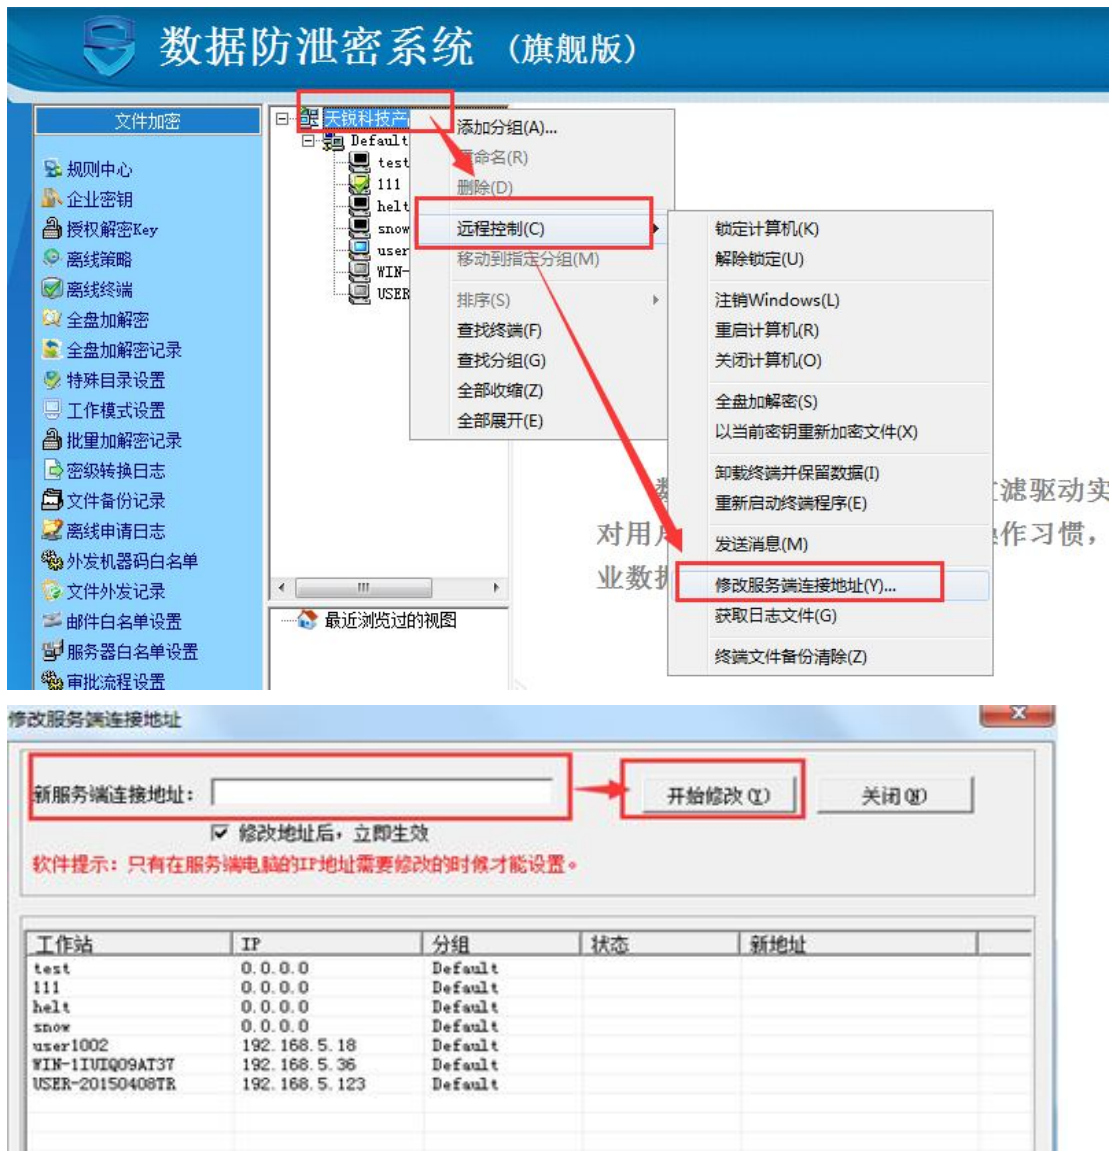 数据防泄密系统 (旗舰版)
文件加密
规则中心
企业密钥
授权解密Key
离线策略
离线终端
全盘加解密
全盘加解密记录
特殊目录设置
工作模式设置
批量加解密记录
密级转换日志
文件备份记录
离线申请日志
外发机器码白名单
文件外发记录
邮件白名单设置
服务器白名单设置
审批流程设置
天锐科技产
Default
test
111
helt
snow
user
WIN-
USER
最近浏览过的视图
添加分组(A)...
命名(R)
删除(D)
远程控制(C)
移动到指定分组(M)
排序(S)
查找终端(F)
查找分组(G)
全部收缩(Z)
全部展开(E)
锁定计算机(K)
解除锁定(U)
注销Windows(L)
重启计算机(R)
关闭计算机(O)
全盘加解密(S)
以当前密钥重新加密文件(X)
卸载终端并保留数据(I)
重新启动终端程序(E)
发送消息(M)
修改服务端连接地址(Y)...
获取日志文件(G)
终端文件备份清除(Z)
滤驱动实
对用 作习惯，
业数
修改服务端连接地址
新服务端连接地址：
开始修改(Y) 关闭(N)
修改地址后，立即生效
软件提示：只有在服务端电脑的IP地址需要修改的时候才能设置。
工作站 IP 分组 状态 新地址
test 0.0.0.0 Default
111 0.0.0.0 Default
helt 0.0.0.0 Default
snow 0.0.0.0 Default
user1002 192.168.5.18 Default
WIN-1IUIQ09AT37 192.168.5.36 Default
USER-20150408TR 192.168.5.123 Default